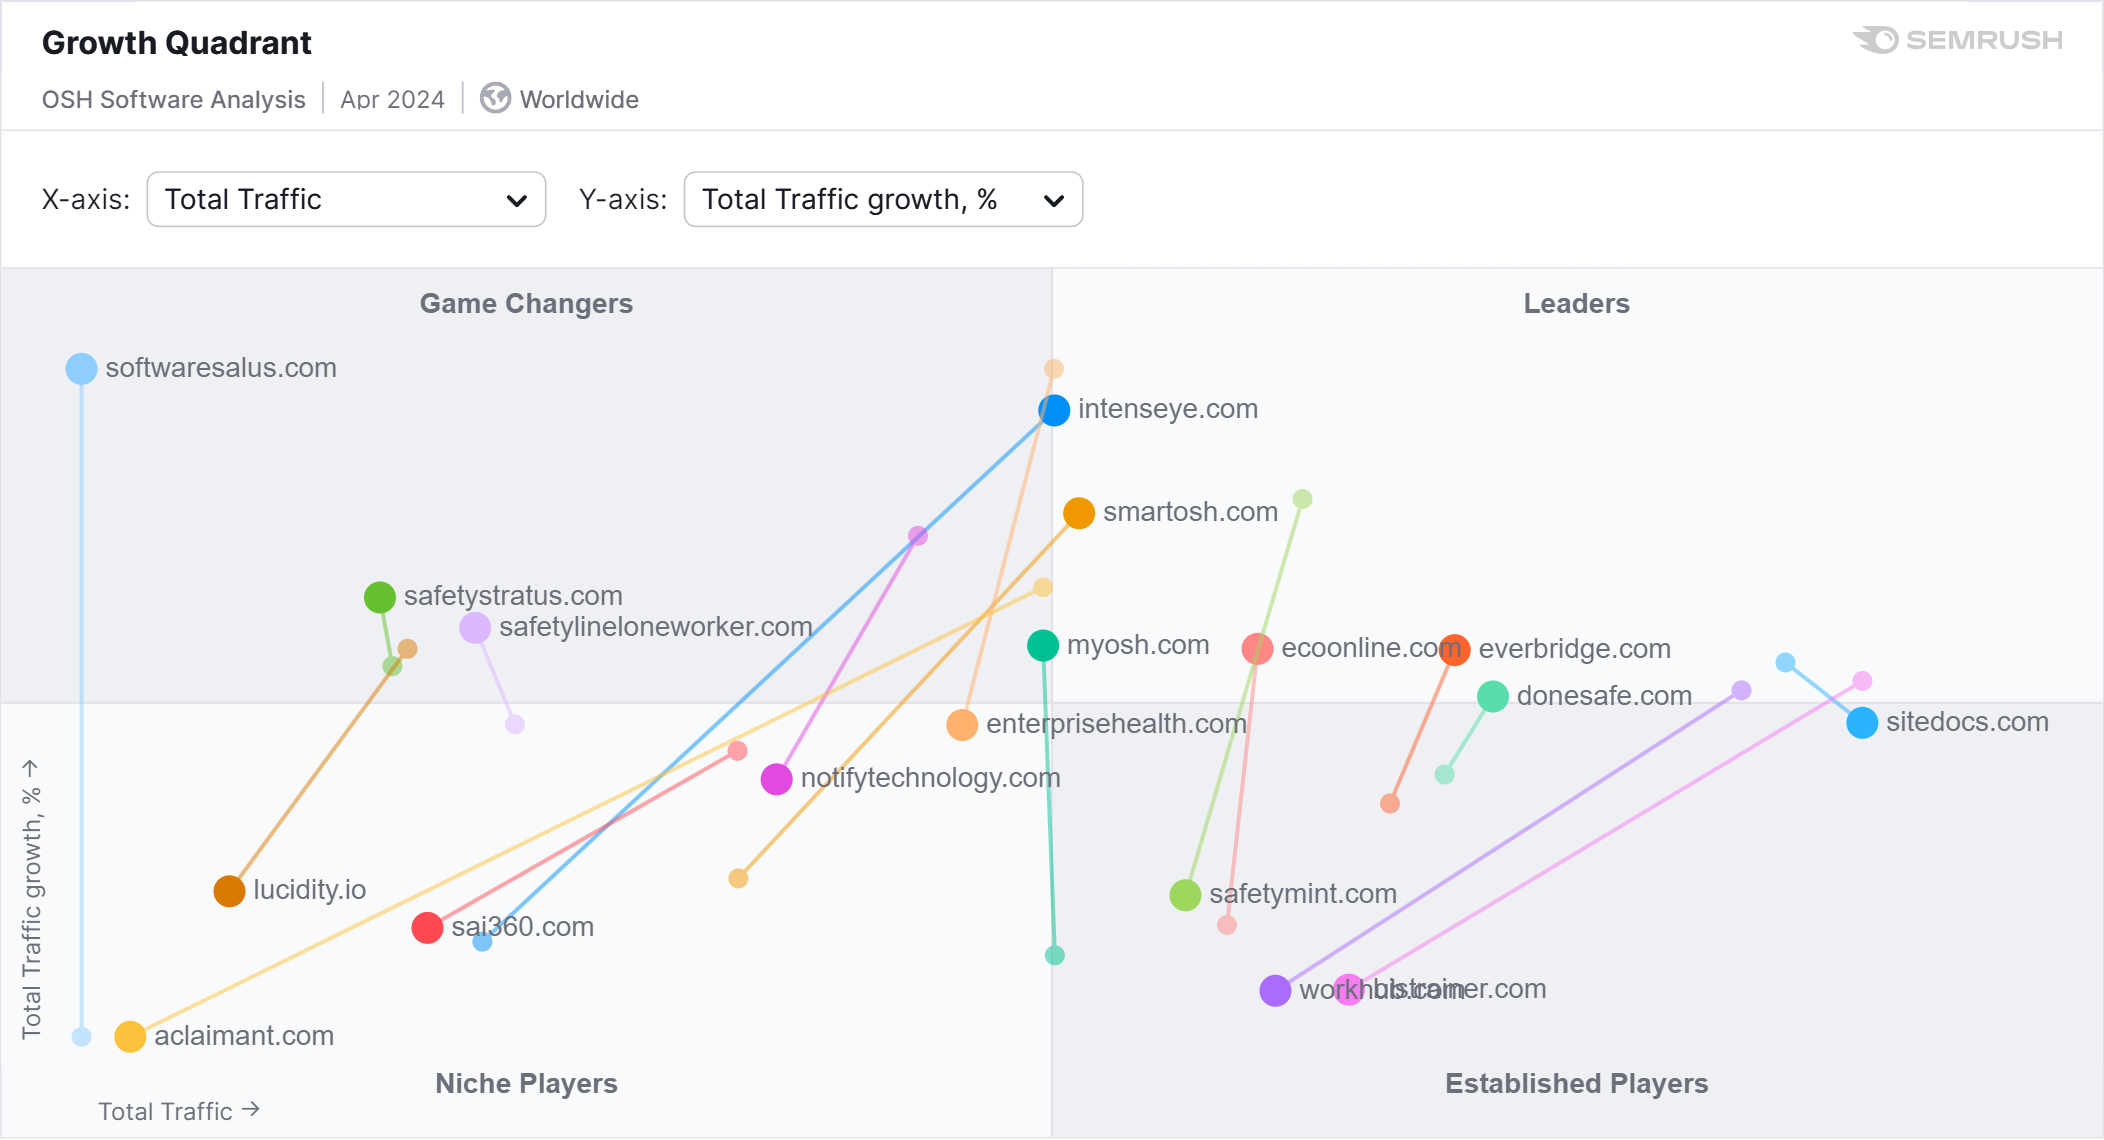 Growth Quadrant
SEMRUSH
OSH Software Analysis
Apr 2024
Worldwide
X-axis:
Total Traffic
Y-axis:
Total Traffic growth, %
Game Changers
Leaders
softwaresalus.com
intenseye.com
smartosh.com
safetystratus.com
safetylineloneworker.com
myosh.com
ecoonline.com
everbridge.com
donesafe.com
enterprisehealth.com
sitedocs.com
notifytechnology.com
lucidity.io
safetymint.com
sai360.com
workhub.com
bistrainer.com
aclaimant.com
Total Traffic growth, % →
Niche Players
Established Players
Total Traffic →